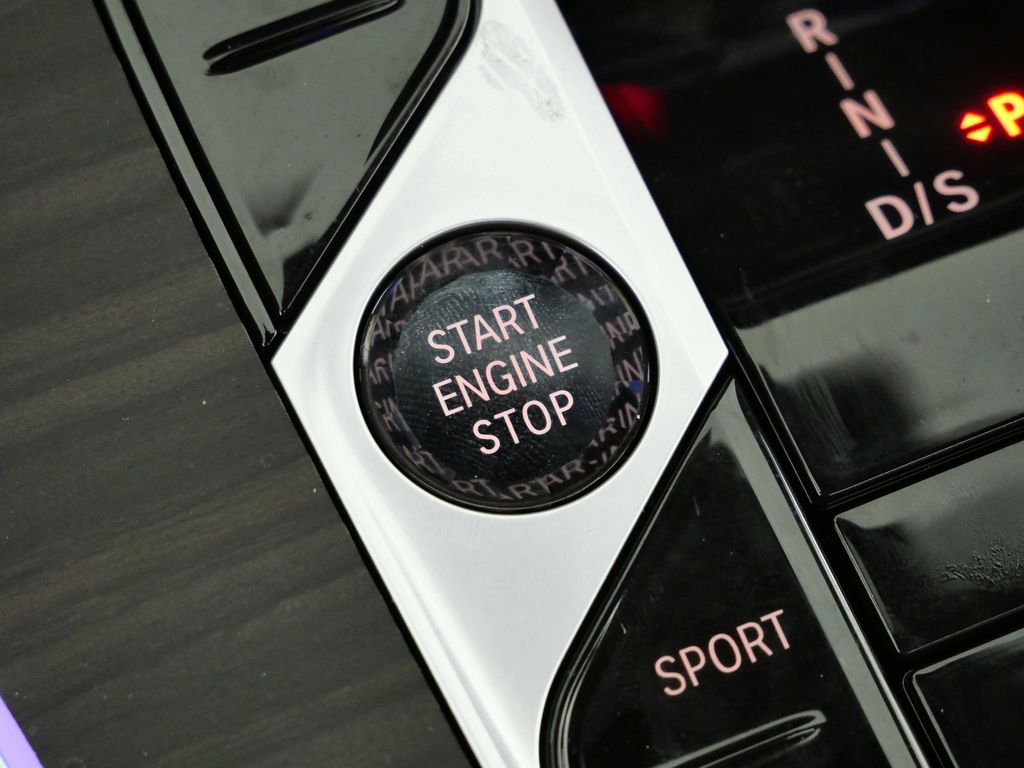 R
N
D/S
P
START
ENGINE
STOP
SPORT